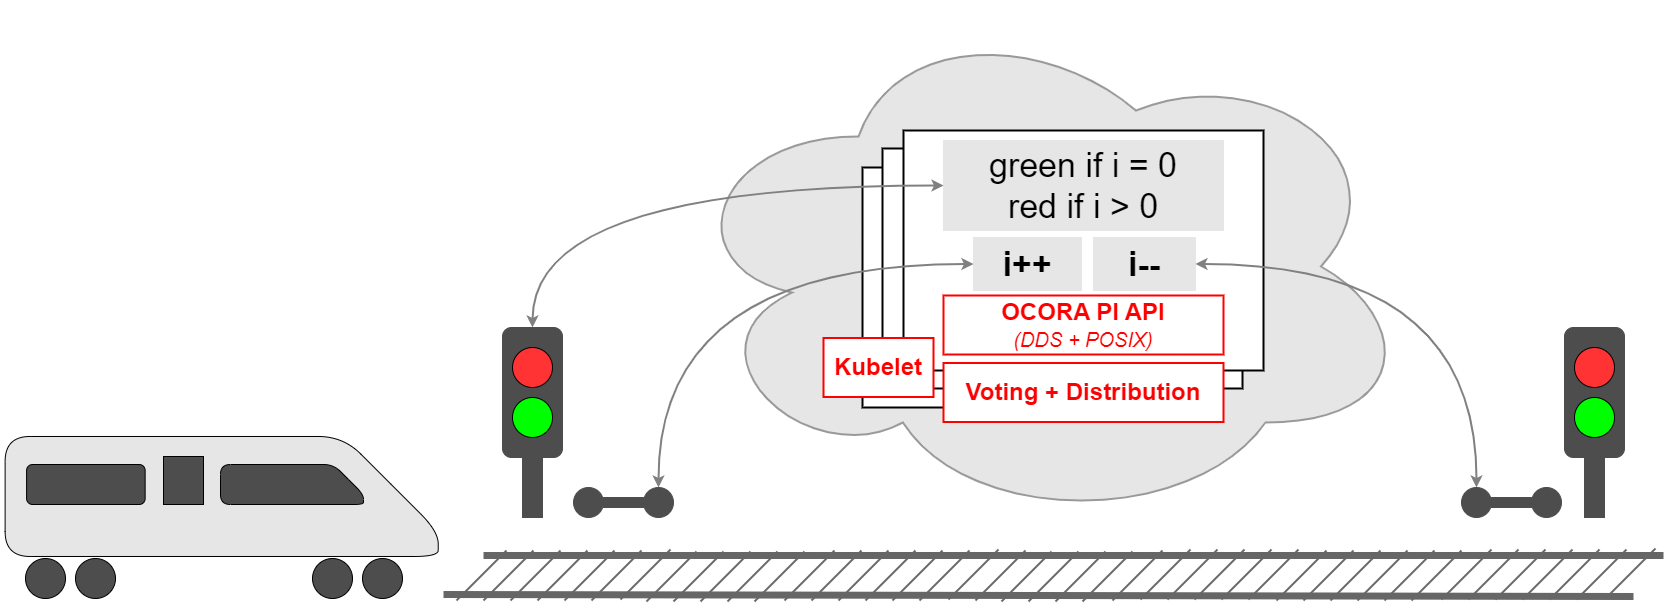 green if i = 0
red if i > 0
i++ i--
OCORA PI API
(DDS + POSIX)
Kubelet
Voting + Distribution